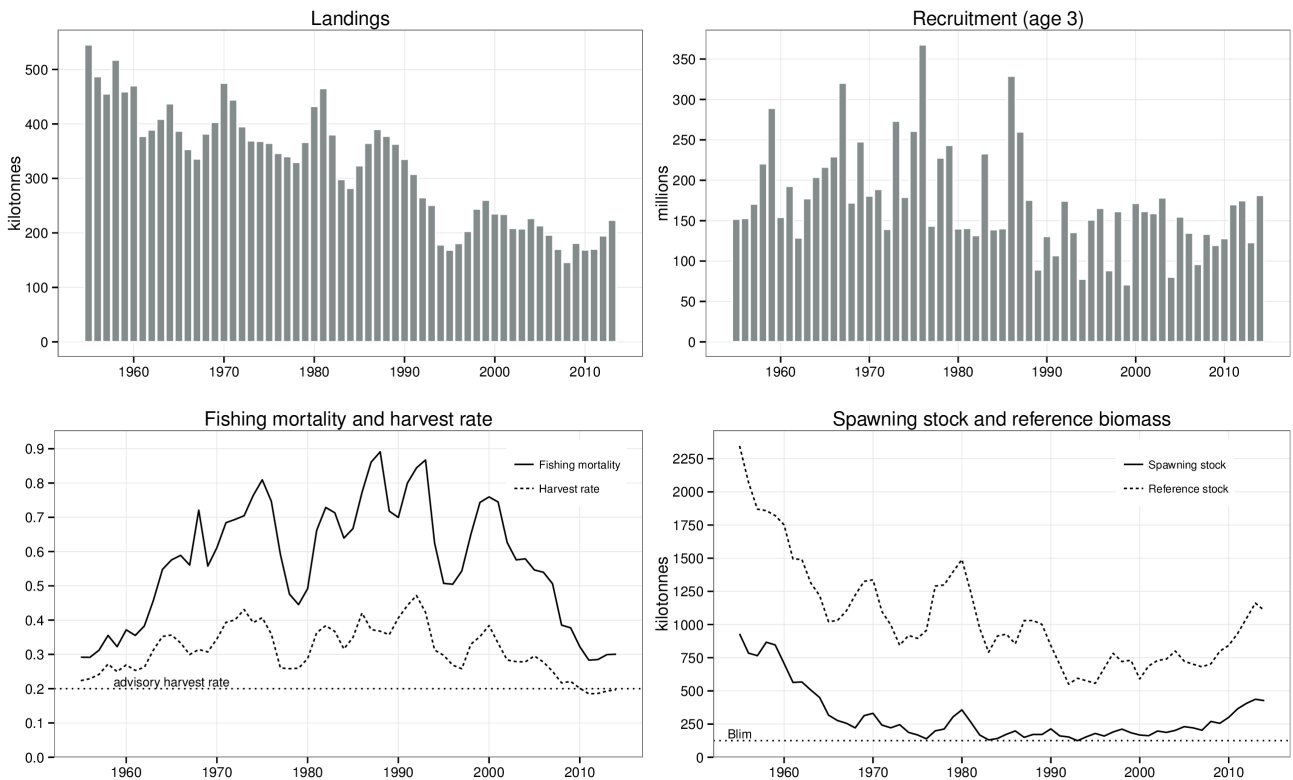 Landings
kilotonnes
500
400
300
200
100
0
1960 1970 1980 1990 2000 2010
Recruitment (age 3)
millions
350
300
250
200
150
100
50
0
1960 1970 1980 1990 2000 2010
Fishing mortality and harvest rate
0.9
0.8
0.7
0.6
0.5
0.4
0.3
0.2
0.1
0.0
Fishing mortality
Harvest rate
advisory harvest rate
1960 1970 1980 1990 2000 2010
Spawning stock and reference biomass
kilotonnes
2250
2000
1750
1500
1250
1000
750
500
250
0
Spawning stock
Reference stock
Blim
1960 1970 1980 1990 2000 2010